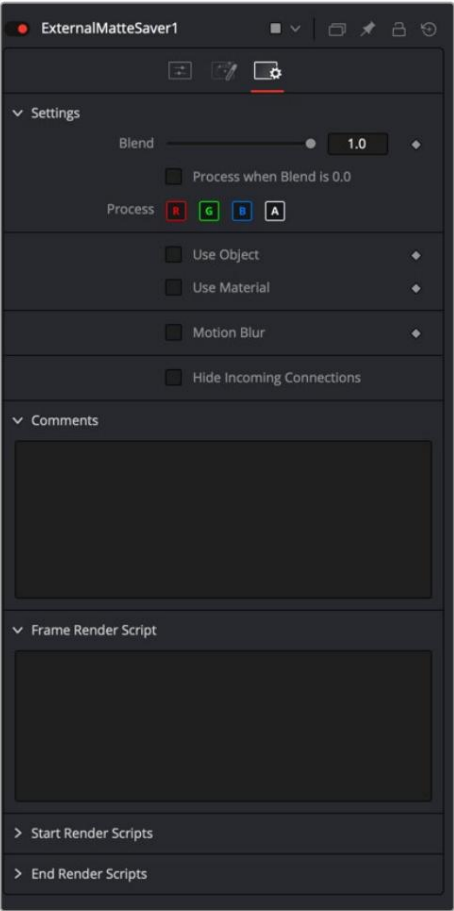 ExternalMatteSaver1
Settings
Blend 1.0
Process when Blend is 0.0
Process R G B A
Use Object
Use Material
Motion Blur
Hide Incoming Connections
Comments
Frame Render Script
Start Render Scripts
End Render Scripts